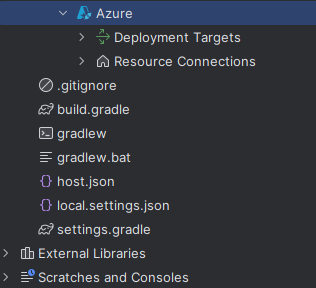 Azure
Deployment Targets
Resource Connections
.gitignore
build.gradle
gradlew
gradlew.bat
host.json
local.settings.json
settings.gradle
External Libraries
Scratches and Consoles